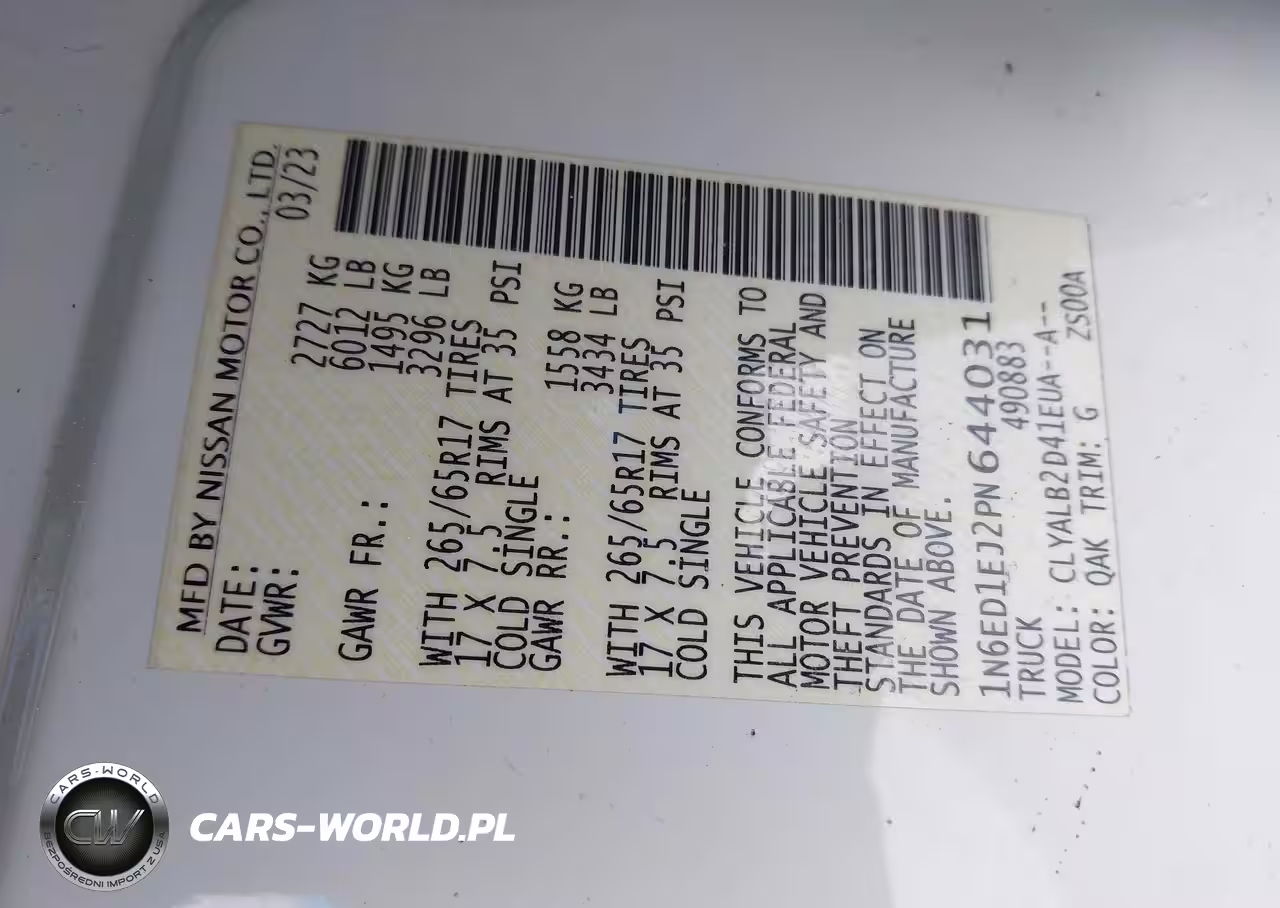 MFD BY NISSAN MOTOR CO., LTD.
DATE: 03/23
GVWR: 2727 KG
6012 LB
GAWR FR.: 1495 KG
3296 LB
WITH 265/65R17 TIRES
17 X 7.5 RIMS AT 35 PSI
COLD SINGLE
GAWR RR.: 1558 KG
3434 LB
WITH 265/65R17 TIRES
17 X 7.5 RIMS AT 35 PSI
COLD SINGLE
THIS VEHICLE CONFORMS TO
ALL APPLICABLE FEDERAL
MOTOR VEHICLE SAFETY AND
THEFT PREVENTION
STANDARDS IN EFFECT ON
THE DATE OF MANUFACTURE
SHOWN ABOVE.
1N6ED1EJ2PN644031
TRUCK 490883
MODEL: CLYALB2D41EUA--A--
COLOR: QAK TRIM: G ZS00A
CARS-WORLD
CW
BEZPOŚREDNI IMPORT Z USA
CARS-WORLD.PL